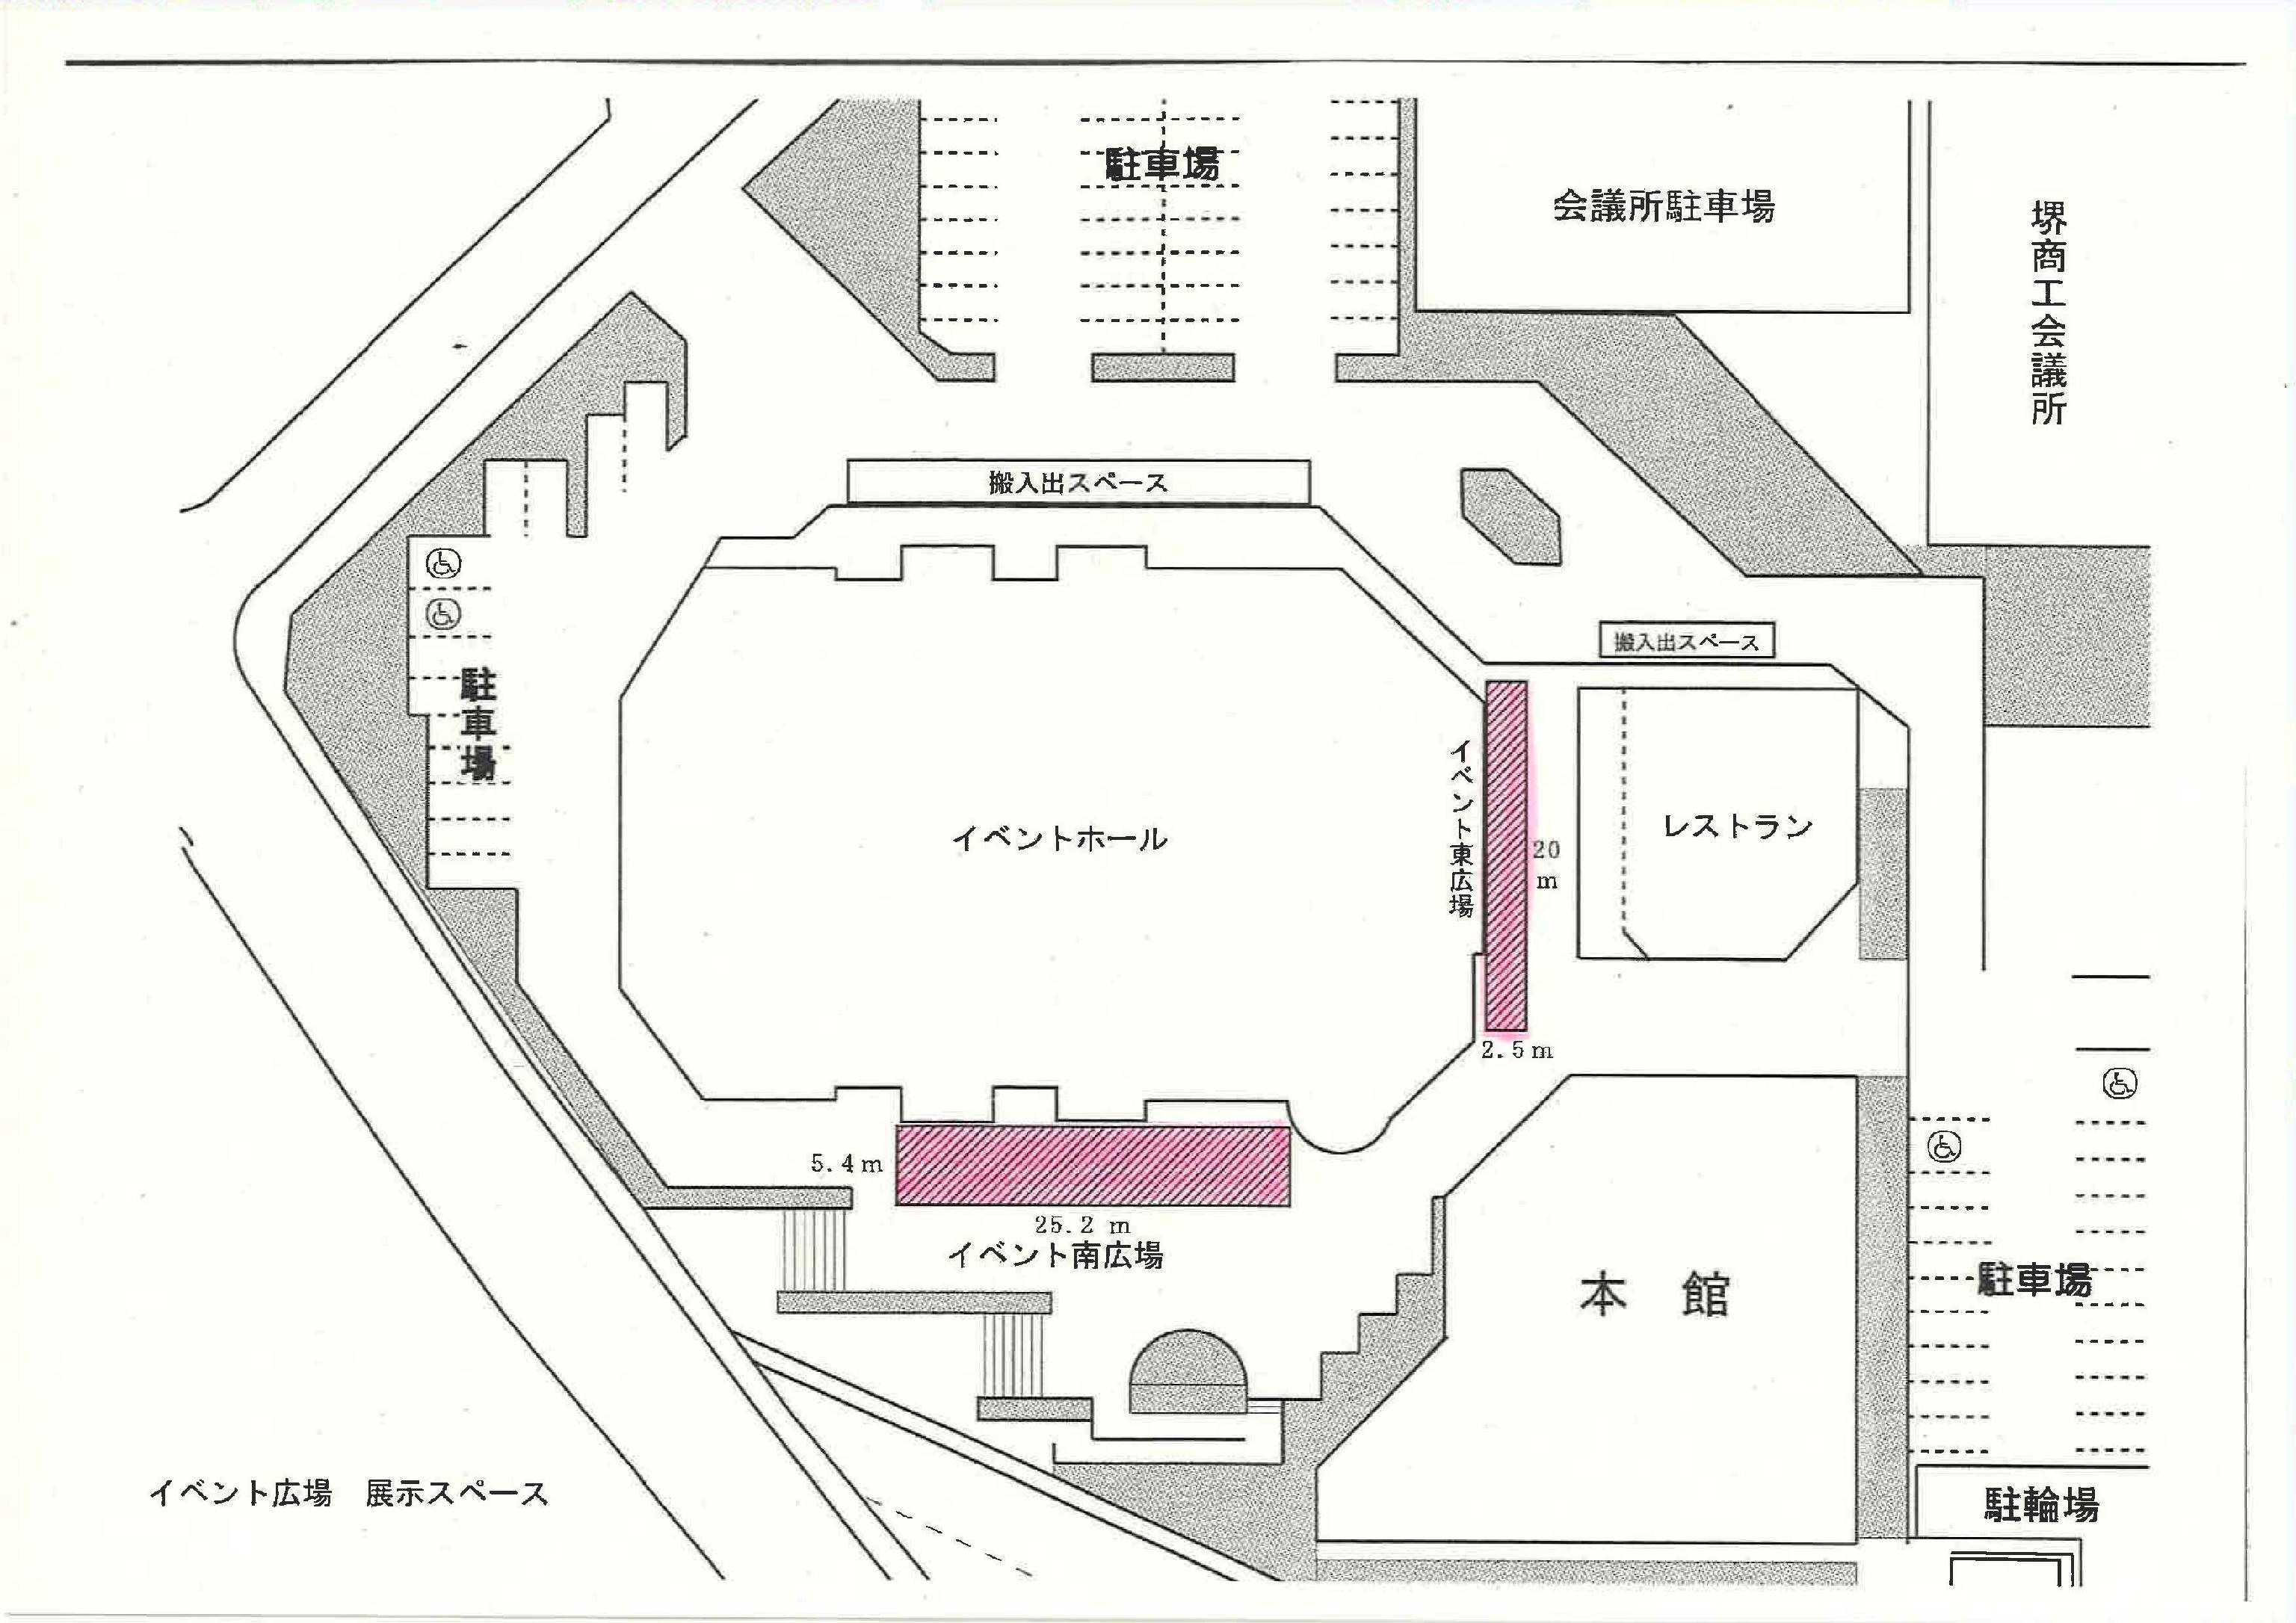 駐車場
会議所駐車場
堺商工会議所
搬入出スペース
搬入出スペース
駐車場
イベントホール
イベント東広場
20
m
レストラン
2.5m
5.4m
25.2 m
イベント南広場
本 館
駐車場
イベント広場 展示スペース
駐輪場